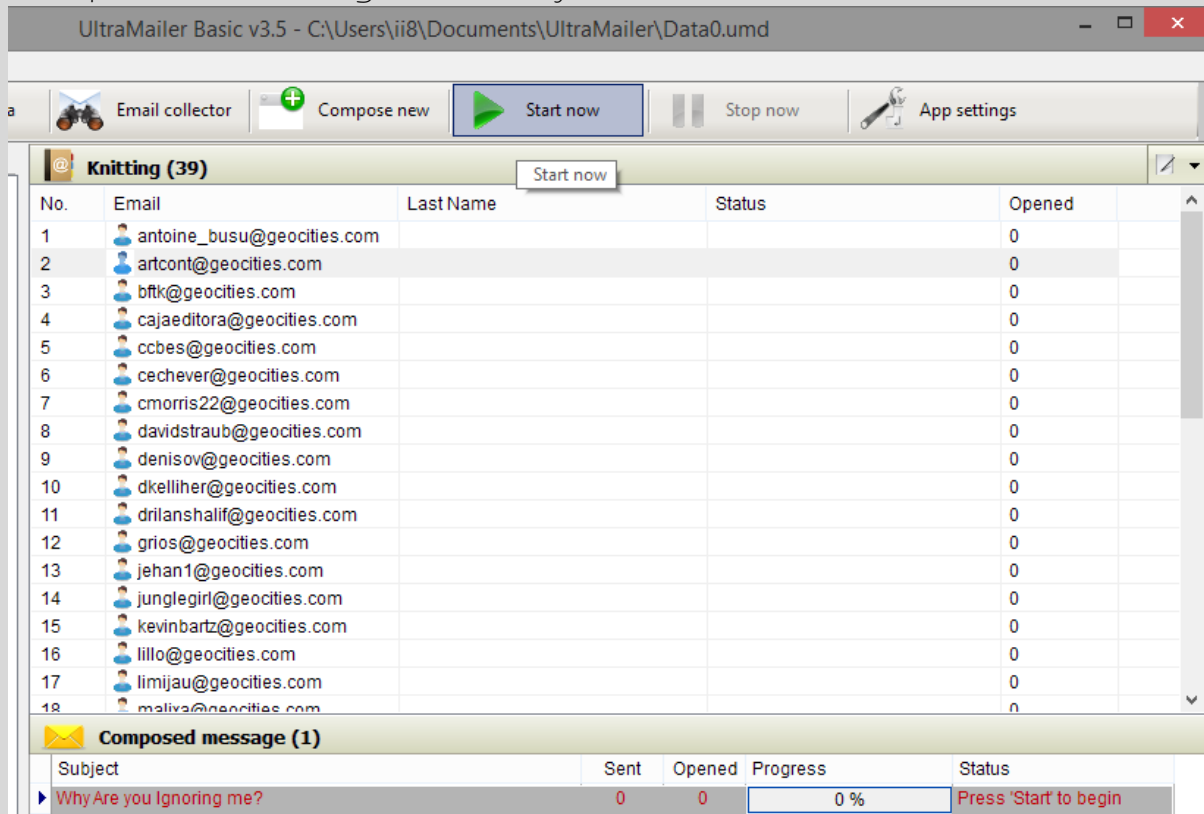 UltraMailer Basic v3.5 - C:\Users\ii8\Documents\UltraMailer\Data0.umd
a Email collector Compose new Start now Stop now App settings
Knitting (39)
Start now
No. Email Last Name Status Opened
1 antoine_busu@geocities.com 0
2 artcont@geocities.com 0
3 bftk@geocities.com 0
4 cajaeditora@geocities.com 0
5 ccbes@geocities.com 0
6 cechever@geocities.com 0
7 cmorris22@geocities.com 0
8 davidstraub@geocities.com 0
9 denisov@geocities.com 0
10 dkelliher@geocities.com 0
11 drilanshalif@geocities.com 0
12 grios@geocities.com 0
13 jehan1@geocities.com 0
14 junglegirl@geocities.com 0
15 kevinbartz@geocities.com 0
16 lillo@geocities.com 0
17 limijau@geocities.com 0
18 malixa@geocities.com 0
Composed message (1)
Subject Sent Opened Progress Status
Why Are you Ignoring me? 0 0 0 % Press 'Start' to begin